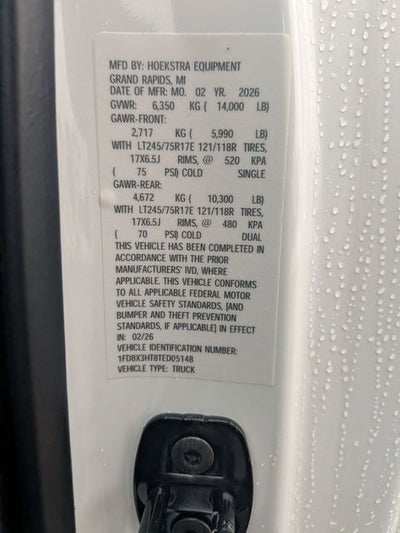 MFD BY: HOEKSTRA EQUIPMENT
GRAND RAPIDS, MI
DATE OF MFR: MO. 02 YR. 2026
GVWR: 6,350 KG ( 14,000 LB)
GAWR-FRONT:
2,717 KG ( 5,990 LB)
WITH LT245/75R17E 121/118R TIRES,
17X6.5J RIMS, @ 520 KPA
( 75 PSI) COLD SINGLE
GAWR-REAR:
4,672 KG ( 10,300 LB)
WITH LT245/75R17E 121/118R TIRES,
17X6.5J RIMS, @ 480 KPA
( 70 PSI) COLD DUAL
THIS VEHICLE HAS BEEN COMPLETED IN
ACCORDANCE WITH THE PRIOR
MANUFACTURERS' IVD, WHERE
APPLICABLE. THIS VEHICLE CONFORMS
TO ALL APPLICABLE FEDERAL MOTOR
VEHICLE SAFETY STANDARDS, [AND
BUMPER AND THEFT PREVENTION
STANDARDS, IF APPLICABLE] IN EFFECT
IN: 02/26
VEHICLE IDENTIFICATION NUMBER:
1FD8X3HT8TED05148
VEHICLE TYPE: TRUCK